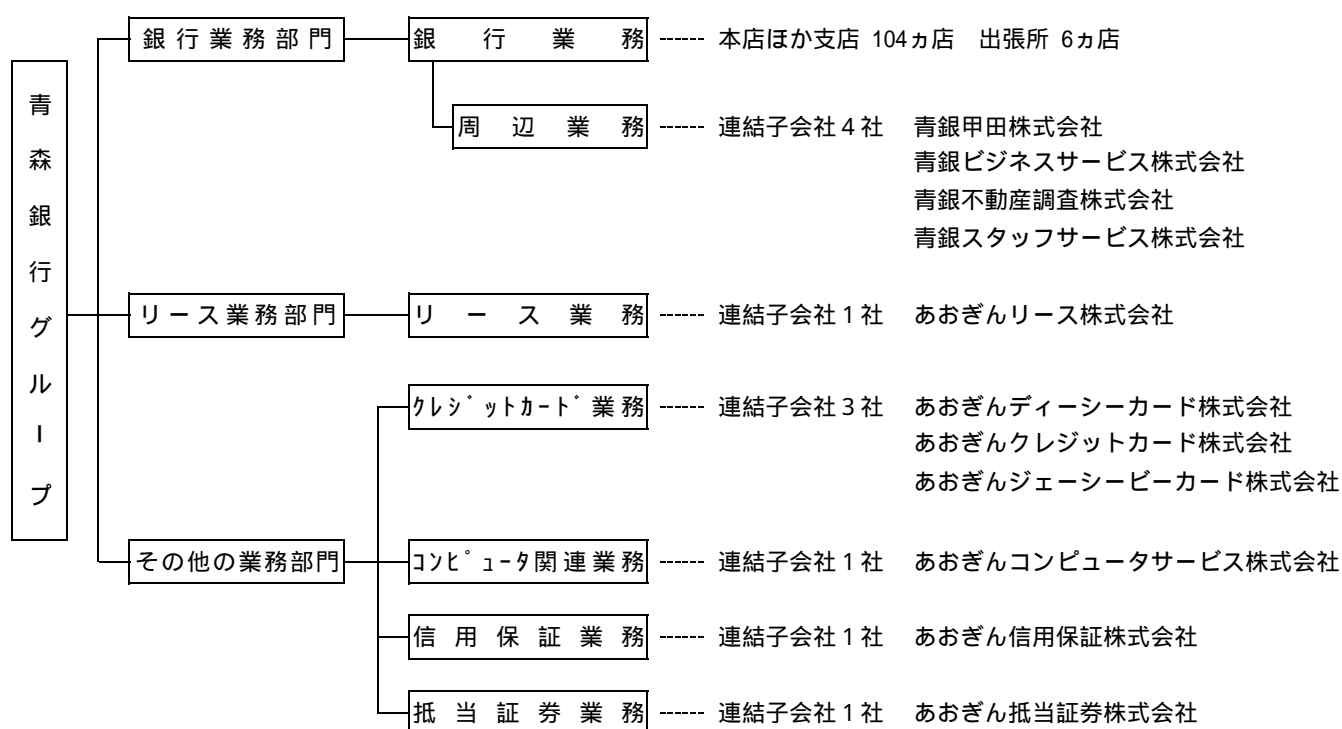 青森銀行グループ
銀行業務部門 銀行業務 ------ 本店ほか支店 104ヵ店 出張所 6ヵ店
周辺業務 ------ 連結子会社4社 青銀甲田株式会社
青銀ビジネスサービス株式会社
青銀不動産調査株式会社
青銀スタッフサービス株式会社
リース業務部門 リース業務 ------ 連結子会社1社 あおぎんリース株式会社
その他の業務部門
ｸﾚｼﾞｯﾄｶｰﾄﾞ業務 ------ 連結子会社3社 あおぎんディーシーカード株式会社
あおぎんクレジットカード株式会社
あおぎんジェーシービーカード株式会社
ｺﾝﾋﾟｭｰﾀ関連業務 ------ 連結子会社1社 あおぎんコンピュータサービス株式会社
信用保証業務 ------ 連結子会社1社 あおぎん信用保証株式会社
抵当証券業務 ------ 連結子会社1社 あおぎん抵当証券株式会社